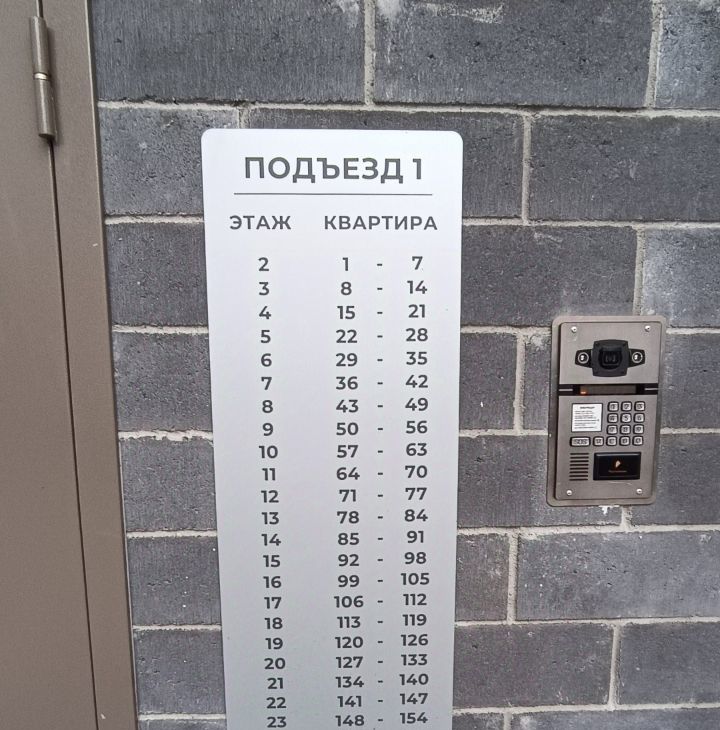 ПОДЪЕЗД 1
ЭТАЖ КВАРТИРА
2 1 - 7
3 8 - 14
4 15 - 21
5 22 - 28
6 29 - 35
7 36 - 42
8 43 - 49
9 50 - 56
10 57 - 63
11 64 - 70
12 71 - 77
13 78 - 84
14 85 - 91
15 92 - 98
16 99 - 105
17 106 - 112
18 113 - 119
19 120 - 126
20 127 - 133
21 134 - 140
22 141 - 147
23 148 - 154